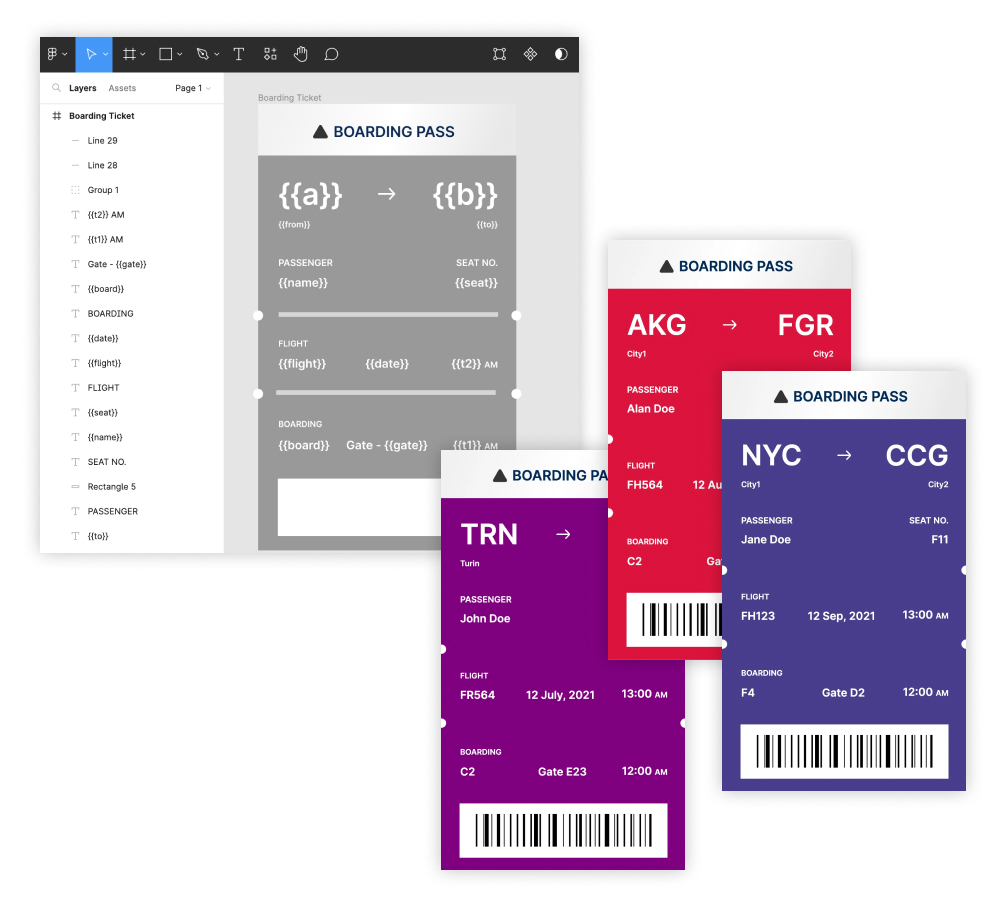 Layers Assets Page 1
Boarding Ticket
Line 29
Line 28
Group 1
{{t2}} AM
{{t1}} AM
Gate - {{gate}}
{{board}}
BOARDING
{{date}}
{{flight}}
FLIGHT
{{seat}}
{{name}}
SEAT NO.
Rectangle 5
PASSENGER
{{to}}
Boarding Ticket
BOARDING PASS
{{a}} → {{b}}
{{from}} {{to}}
PASSENGER SEAT NO.
{{name}} {{seat}}
FLIGHT
{{flight}} {{date}} {{t2}} AM
BOARDING
{{board}} Gate - {{gate}} {{t1}} AM
BOARDING PASS
AKG → FGR
City1 City2
PASSENGER
Alan Doe
FLIGHT
FH564 12 Au
BOARDING
C2 Ga
BOARDING PASS
NYC → CCG
City1 City2
PASSENGER SEAT NO.
Jane Doe F11
FLIGHT
FH123 12 Sep, 2021 13:00 AM
BOARDING
F4 Gate D2 12:00 AM
BOARDING PA
TRN →
Turin
PASSENGER
John Doe
FLIGHT
FR564 12 July, 2021 13:00 AM
BOARDING
C2 Gate E23 12:00 AM